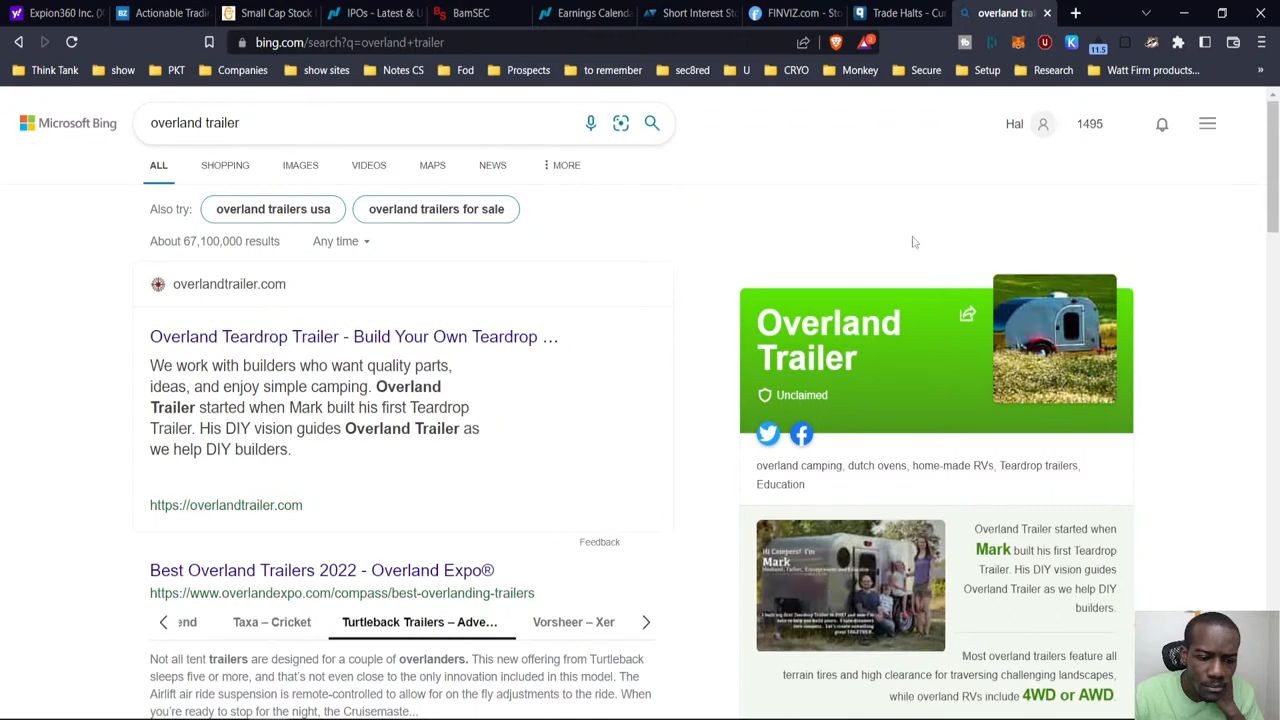 Expion360 Inc. (X
Actionable Tradi
Small Cap Stock
IPOs - Latest & U
BamSEC
Earnings Calenda
Short Interest St
FINVIZ.com - Sto
Trade Halts - Cur
overland trai
bing.com/search?q=overland+trailer
2
11.5
Think Tank
show
PKT
Companies
show sites
Notes CS
Fod
Prospects
to remember
sec8red
U
CRYO
Monkey
Secure
Setup
Research
Watt Firm products...
Microsoft Bing
overland trailer
Hal
1495
ALL
SHOPPING
IMAGES
VIDEOS
MAPS
NEWS
MORE
Also try:
overland trailers usa
overland trailers for sale
About 67,100,000 results
Any time
overlandtrailer.com
Overland Teardrop Trailer - Build Your Own Teardrop …
We work with builders who want quality parts,
ideas, and enjoy simple camping. Overland
Trailer started when Mark built his first Teardrop
Trailer. His DIY vision guides Overland Trailer as
we help DIY builders.
https://overlandtrailer.com
Feedback
Best Overland Trailers 2022 - Overland Expo®
https://www.overlandexpo.com/compass/best-overlanding-trailers
end
Taxa – Cricket
Turtleback Trailers – Adve...
Vorsheer – Xer
Not all tent trailers are designed for a couple of overlanders. This new offering from Turtleback
sleeps five or more, and that's not even close to the only innovation included in this model. The
Airlift air ride suspension is remote-controlled to allow for on the fly adjustments to the ride. When
you're ready to stop for the night, the Cruisemaste...
Overland
Trailer
Unclaimed
overland camping, dutch ovens, home-made RVs, Teardrop trailers,
Education
Hi Campers! I'm
Mark
Overland Trailer started when
Mark built his first Teardrop
Trailer. His DIY vision guides
Overland Trailer as we help DIY
builders.
Most overland trailers feature all
terrain tires and high clearance for traversing challenging landscapes,
while overland RVs include 4WD or AWD.